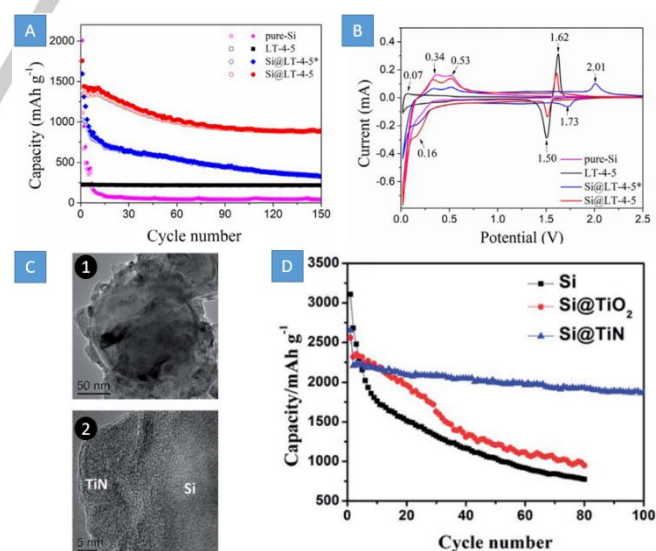 A
pure-Si
LT-4-5
Si@LT-4-5*
Si@LT-4-5
2000
1500
1000
500
0
Capacity (mAh g⁻¹)
0 30 60 90 120 150
Cycle number
B
1.62
0.34
0.53
2.01
0.07
0.16
1.50
1.73
0.4
0.2
0.0
-0.2
-0.4
-0.6
Current (mA)
pure-Si
LT-4-5
Si@LT-4-5*
Si@LT-4-5
0.0 0.5 1.0 1.5 2.0 2.5
Potential (V)
C
1
50 nm
2
TiN
Si
5 nm
D
Si
Si@TiO₂
Si@TiN
3500
3000
2500
2000
1500
1000
500
Capacity/mAh g⁻¹
0 20 40 60 80 100
Cycle number